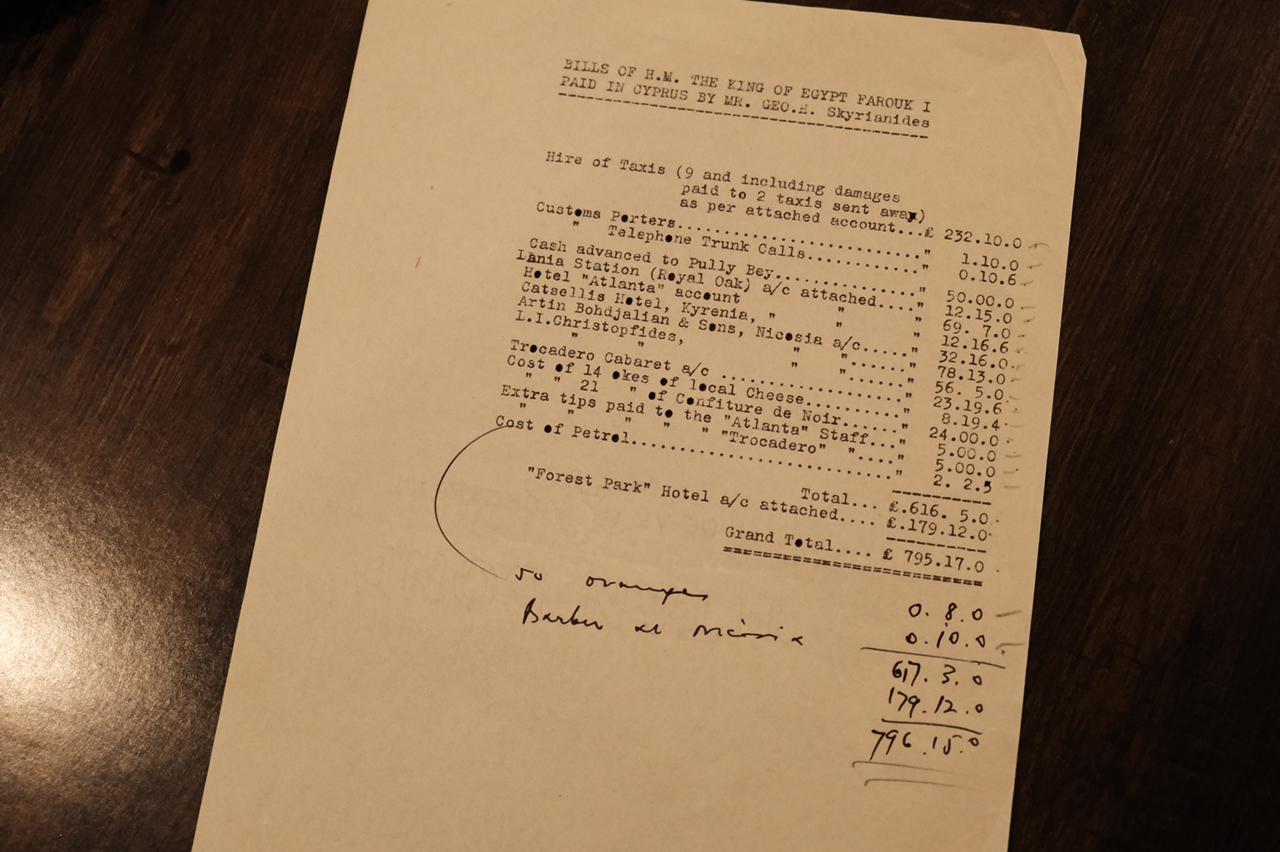 BILLS OF H.M. THE KING OF EGYPT FAROUK I
PAID IN CYPRUS BY MR. GEO.H. Skyrianides
Hire of Taxis (9 and including damages
paid to 2 taxis sent away)
as per attached account...£ 232.10.0
Customs Porters.........................." 1.10.0
" Telephone Trunk Calls............" 0.10.6
Cash advanced to Pully Bey..............." 50.00.0
Lania Station (Royal Oak) a/c attached...." 12.15.0
Hotel "Atlanta" account " " " 69. 7.0
Catsellis Hotel, Kyrenia, " " " 12.16.6
Artin Bohdjalian & Sons, Nicosia a/c....." 32.16.0
L.I.Christopfides, " "......" 78.13.0
" " " "......" 56. 5.0
Trocadero Cabaret a/c ..................." 23.19.6
Cost of 14 okes of local Cheese.........." 8.19.4
" " 21 " of Confiture de Noir......" 24.00.0
Extra tips paid to the "Atlanta" Staff..." 5.00.0
" " " " " "Trocadero" "...." 5.00.0
Cost of Petrol..........................." 2. 2.5
Total... £.616. 5.0
"Forest Park" Hotel a/c attached.... £.179.12.0
Grand Total.... £ 795.17.0
50 oranges 0. 8.0
Barber at Nicosia 0.10.0
617. 3. 0
179.12.0
796.15.0